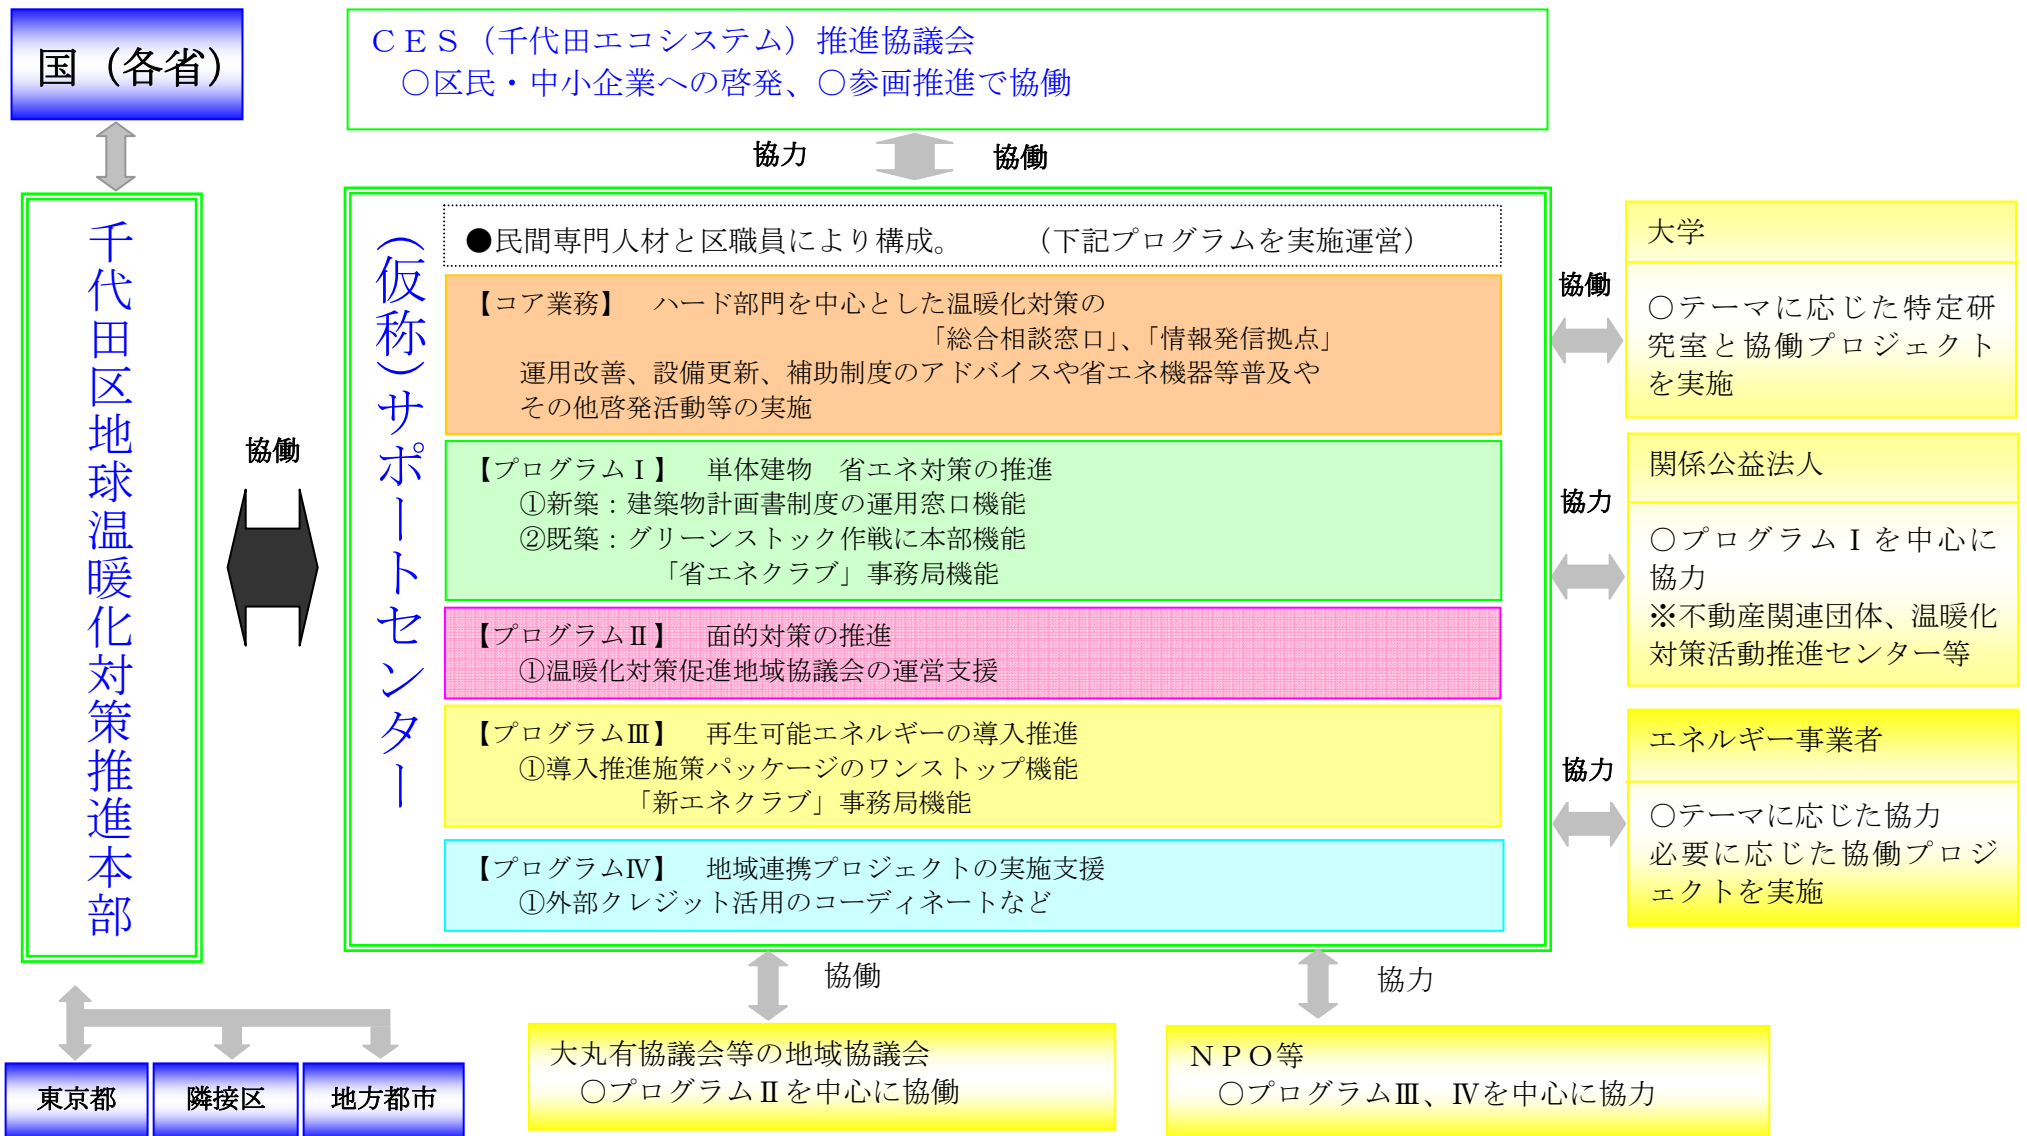 国（各省）
ＣＥＳ（千代田エコシステム）推進協議会
○区民・中小企業への啓発、○参画推進で協働
協力
協働
千代田区地球温暖化対策推進本部
協働
（仮称）サポートセンター
●民間専門人材と区職員により構成。　（下記プログラムを実施運営）
【コア業務】　ハード部門を中心とした温暖化対策の
「総合相談窓口」、「情報発信拠点」
運用改善、設備更新、補助制度のアドバイスや省エネ機器等普及や
その他啓発活動等の実施
【プログラムⅠ】　単体建物　省エネ対策の推進
①新築：建築物計画書制度の運用窓口機能
②既築：グリーンストック作戦に本部機能
「省エネクラブ」事務局機能
【プログラムⅡ】　面的対策の推進
①温暖化対策促進地域協議会の運営支援
【プログラムⅢ】　再生可能エネルギーの導入推進
①導入推進施策パッケージのワンストップ機能
「新エネクラブ」事務局機能
【プログラムⅣ】　地域連携プロジェクトの実施支援
①外部クレジット活用のコーディネートなど
協働
大学
○テーマに応じた特定研
究室と協働プロジェクト
を実施
協力
関係公益法人
○プログラムⅠを中心に
協力
※不動産関連団体、温暖化
対策活動推進センター等
協力
エネルギー事業者
○テーマに応じた協力
必要に応じた協働プロジ
ェクトを実施
協働
協力
東京都
隣接区
地方都市
大丸有協議会等の地域協議会
○プログラムⅡを中心に協働
ＮＰＯ等
○プログラムⅢ、Ⅳを中心に協力